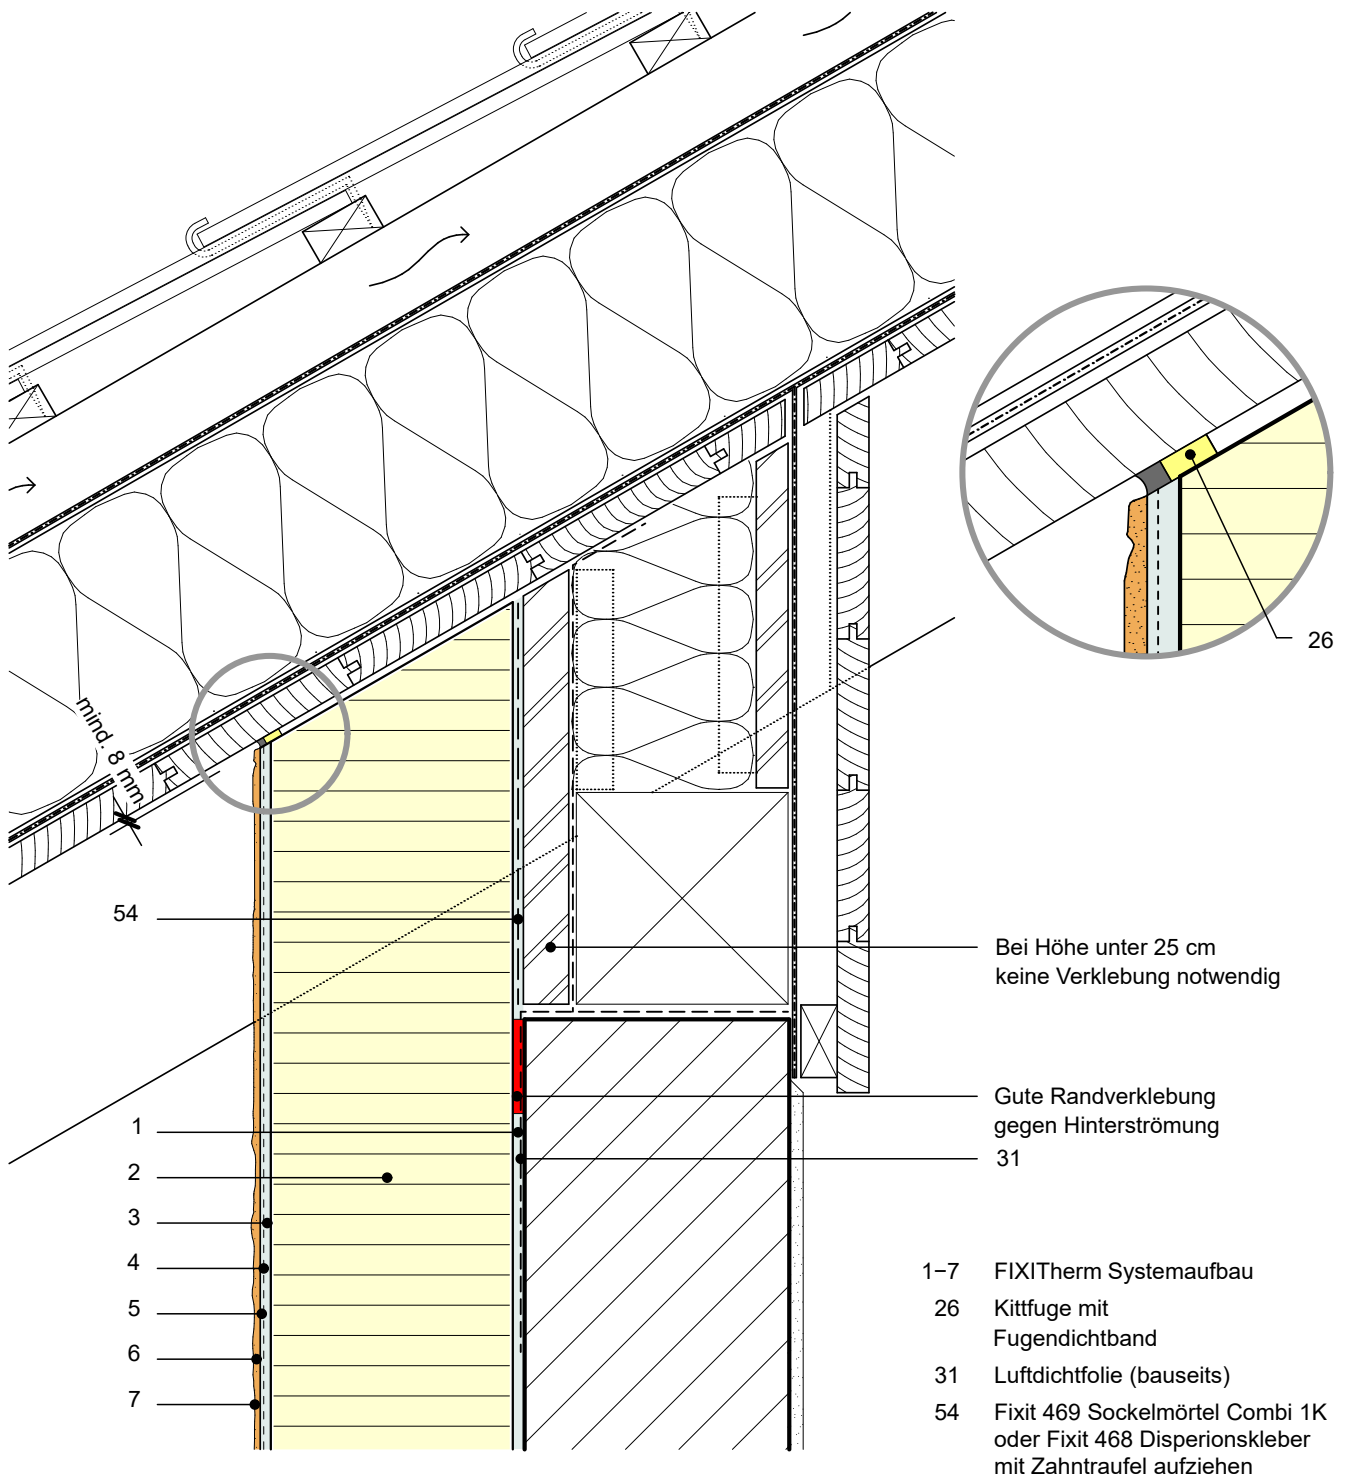 mind. 8 mm
26
54
Bei Höhe unter 25 cm
keine Verklebung notwendig
Gute Randverklebung
gegen Hinterströmung
31
1
2
3
4
5
6
7
1–7 FIXITherm Systemaufbau
26 Kittfuge mit
Fugendichtband
31 Luftdichtfolie (bauseits)
54 Fixit 469 Sockelmörtel Combi 1K
oder Fixit 468 Disperionskleber
mit Zahntraufel aufziehen